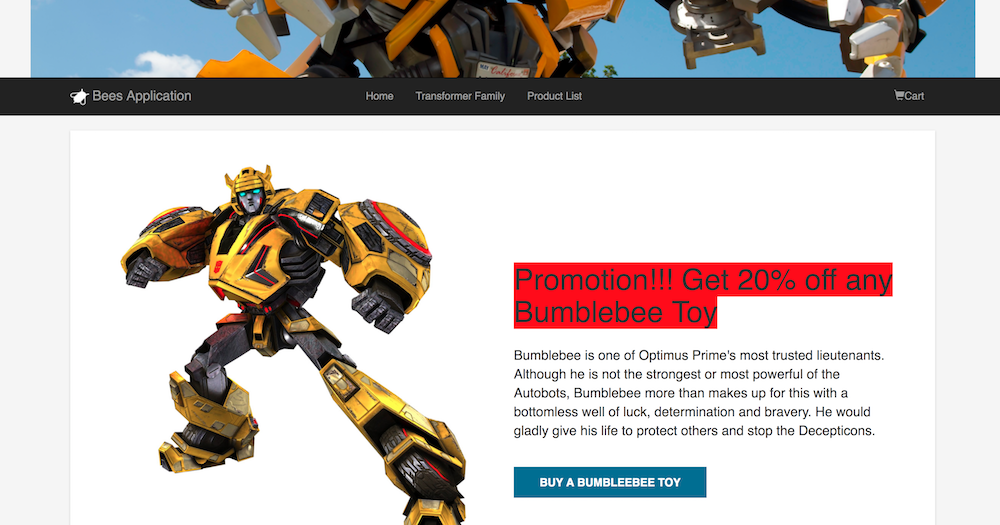 MAY Californ
Bees Application
Home Transformer Family Product List
Cart
Promotion!!! Get 20% off any
Bumblebee Toy
Bumblebee is one of Optimus Prime's most trusted lieutenants.
Although he is not the strongest or most powerful of the
Autobots, Bumblebee more than makes up for this with a
bottomless well of luck, determination and bravery. He would
gladly give his life to protect others and stop the Decepticons.
BUY A BUMBLEEBEE TOY